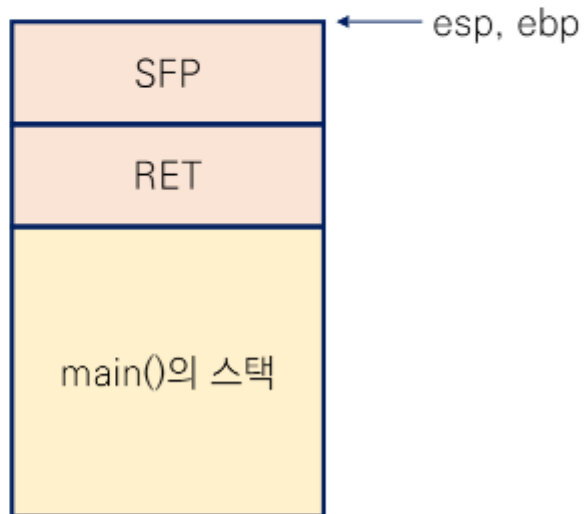 esp, ebp
SFP
RET
main()의 스택